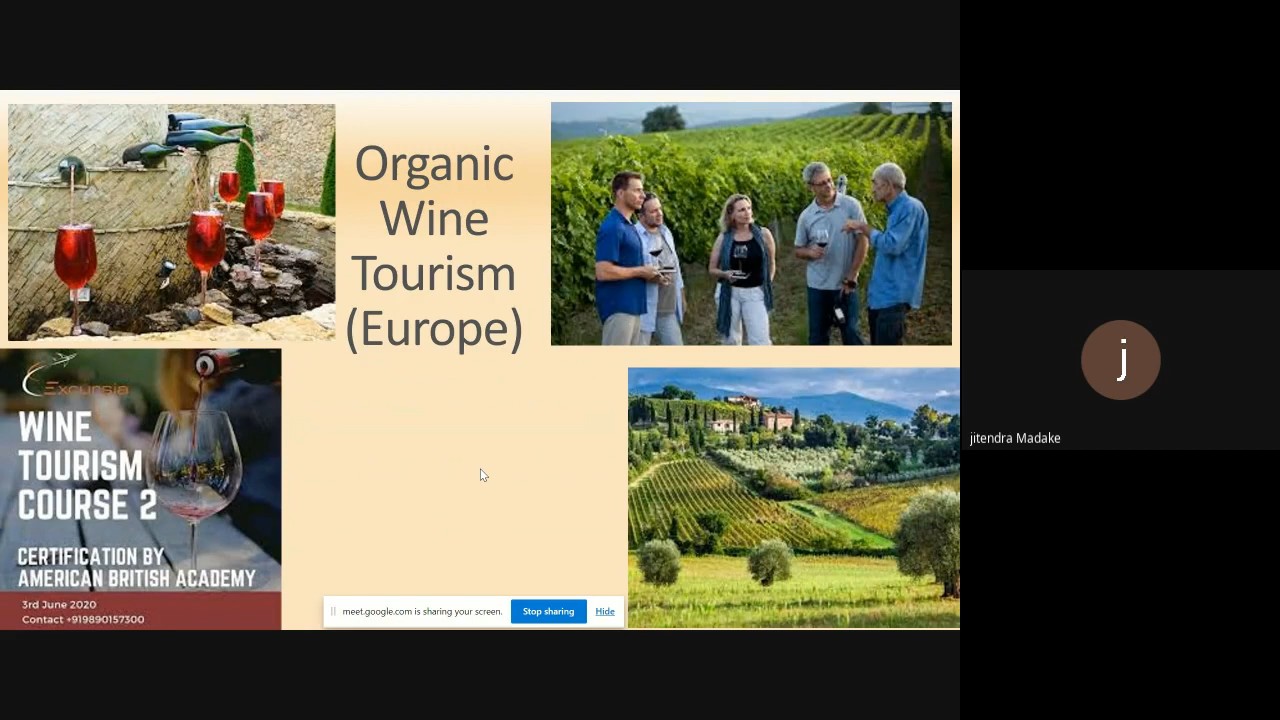 Organic
Wine
Tourism
(Europe)
Excursia
WINE
TOURISM
COURSE 2
CERTIFICATION BY
AMERICAN BRITISH ACADEMY
3rd June 2020
Contact +919890157300
meet.google.com is sharing your screen.
Stop sharing
Hide
j
jitendra Madake